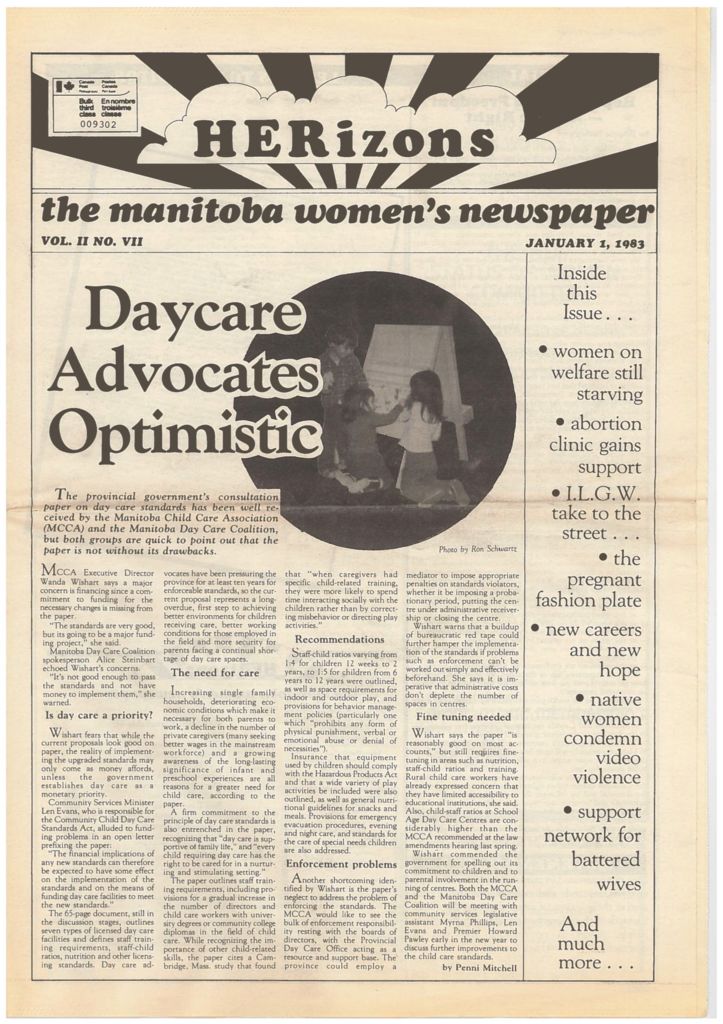 Canada Post
Postes Canada
Bulk third class
En nombre troisième classe
009302
HERizons
the manitoba women's newspaper
VOL. II NO. VII
JANUARY 1, 1983
Daycare
Advocates
Optimistic
Photo by Ron Schwartz
The provincial government's consultation
paper on day care standards has been well re-
ceived by the Manitoba Child Care Association
(MCCA) and the Manitoba Day Care Coalition,
but both groups are quick to point out that the
paper is not without its drawbacks.
MCCA Executive Director
Wanda Wishart says a major
concern is financing since a com-
mitment to funding for the
necessary changes is missing from
the paper.
"The standards are very good,
but its going to be a major fund-
ing project," she said.
Manitoba Day Care Coalition
spokesperson Alice Steinbart
echoed Wishart's concerns.
"It's not good enough to pass
the standards and not have
money to implement them," she
warned.
Is day care a priority?
Wishart fears that while the
current proposals look good on
paper, the reality of implement-
ing the upgraded standards may
only come as money affords,
unless the government
establishes day care as a
monetary priority.
Community Services Minister
Len Evans, who is responsible for
the Community Child Day Care
Standards Act, alluded to fund-
ing problems in an open letter
prefixing the paper:
"The financial implications of
any new standards can therefore
be expected to have some effect
on the implementation of the
standards and on the means of
funding day care facilities to meet
the new standards."
The 65-page document, still in
the discussion stages, outlines
seven types of licensed day care
facilities and defines staff train-
ing requirements, staff-child
ratios, nutrition and other licens-
ing standards. Day care ad-
vocates have been pressuring the
province for at least ten years for
enforceable standards, so the cur-
rent proposal represents a long-
overdue, first step to achieving
better environments for children
receiving care, better working
conditions for those employed in
the field and more security for
parents facing a continual shor-
tage of day care spaces.
The need for care
Increasing single family
households, deteriorating eco-
nomic conditions which make it
necessary for both parents to
work, a decline in the number of
private caregivers (many seeking
better wages in the mainstream
workforce) and a growing
awareness of the long-lasting
significance of infant and
preschool experiences are all
reasons for a greater need for
child care, according to the
paper.
A firm commitment to the
principle of day care standards is
also entrenched in the paper,
recognizing that "day care is sup-
portive of family life," and "every
child requiring day care has the
right to be cared for in a nurtur-
ing and stimulating setting."
The paper outlines staff train-
ing requirements, including pro-
visions for a gradual increase in
the number of directors and
child care workers with univer-
sity degrees or community college
diplomas in the field of child
care. While recognizing the im-
portance of other child-related
skills, the paper cites a Cam-
bridge, Mass. study that found
that "when caregivers had
specific child-related training,
they were more likely to spend
time interacting socially with the
children rather than by correct-
ing misbehavior or directing play
activities."
Recommendations
Staff-child ratios varying from
1:4 for children 12 weeks to 2
years, to 1:5 for children from 6
years to 12 years were outlined,
as well as space requirements for
indoor and outdoor play, and
provisions for behavior manage-
ment policies (particularly one
which "prohibits any form of
physical punishment, verbal or
emotional abuse or denial of
necessities").
Insurance that equipment
used by children should comply
with the Hazardous Products Act
and that a wide variety of play
activities be included were also
outlined, as well as general nutri-
tional guidelines for snacks and
meals. Provisions for emergency
evacuation procedures, evening
and night care, and standards for
the care of special needs children
are also addressed.
Enforcement problems
Another shortcoming iden-
tified by Wishart is the paper's
neglect to address the problem of
enforcing the standards. The
MCCA would like to see the
bulk of enforcement responsibil-
ity resting with the boards of
directors, with the Provincial
Day Care Office acting as a
resource and support base. The
province could employ a
mediator to impose appropriate
penalties on standards violators,
whether it be imposing a proba-
tionary period, putting the cen-
tre under administrative receiver-
ship or closing the centre.
Wishart warns that a buildup
of bureaucratic red tape could
further hamper the implementa-
tion of the standards if problems
such as enforcement can't be
worked out simply and effectively
beforehand. She says it is im-
perative that administrative costs
don't deplete the number of
spaces in centres.
Fine tuning needed
Wishart says the paper "is
reasonably good on most ac-
counts," but still requires fine-
tuning in areas such as nutrition,
staff-child ratios and training.
Rural child care workers have
already expressed concern that
they have limited accessibility to
educational institutions, she said.
Also, child-staff ratios at School
Age Day Care Centres are con-
siderably higher than the
MCCA recommended at the law
amendments hearing last spring.
Wishart commended the
government for spelling out its
commitment to children and to
parental involvement in the run-
ning of centres. Both the MCCA
and the Manitoba Day Care
Coalition will be meeting with
community services legislative
assistant Myrna Phillips, Len
Evans and Premier Howard
Pawley early in the new year to
discuss further improvements to
the child care standards.
by Penni Mitchell
Inside
this
Issue . . .
• women on
welfare still
starving
• abortion
clinic gains
support
• I.L.G.W.
take to the
street . . .
• the
pregnant
fashion plate
• new careers
and new
hope
• native
women
condemn
video
violence
• support
network for
battered
wives
And
much
more . . .